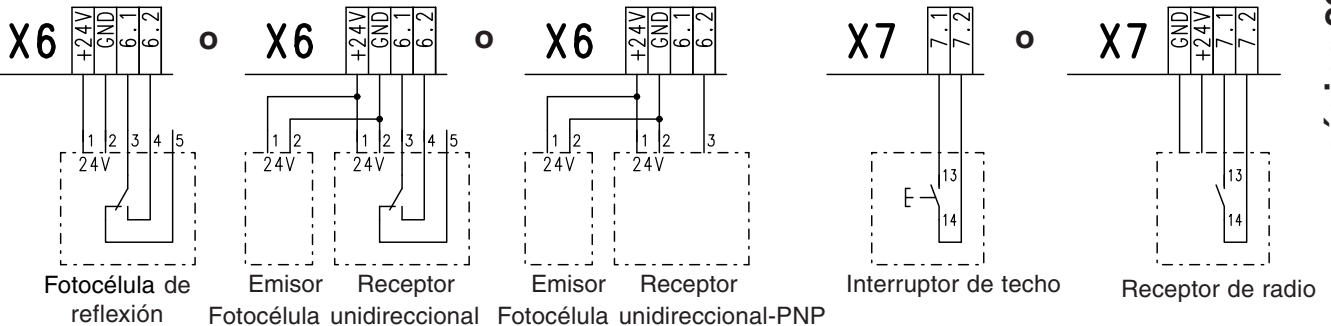 X6 +24V GND 6.1 6.2 o X6 +24V GND 6.1 6.2 o X6 +24V GND 6.1 6.2 X7 7.1 7.2 o X7 GND +24V 7.1 7.2
1 2 3 4 5 1 2 1 2 3 4 5 1 2 1 2 3
24V 24V 24V 24V 24V
13 13
14 14
Fotocélula de reflexión
Emisor Receptor
Fotocélula unidireccional
Emisor Receptor
Fotocélula unidireccional-PNP
Interruptor de techo
Receptor de radio